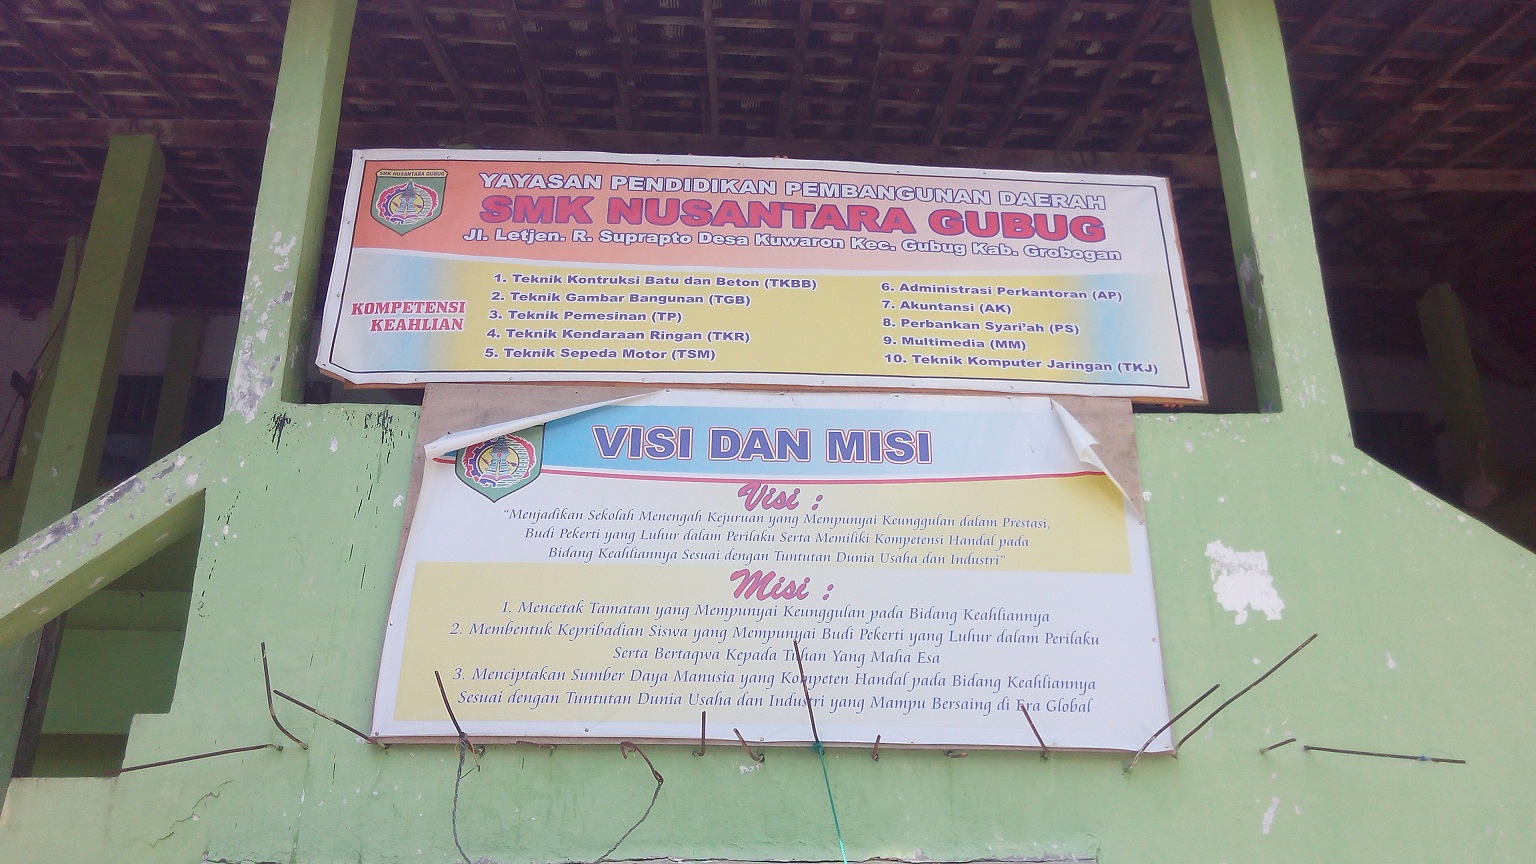 SMK NUSANTARA GUBUG
YAYASAN PENDIDIKAN PEMBANGUNAN DAERAH
SMK NUSANTARA GUBUG
Jl. Letjen. R. Suprapto Desa Kuwaron Kec. Gubug Kab. Grobogan
KOMPETENSI
KEAHLIAN
1. Teknik Kontruksi Batu dan Beton (TKBB)
2. Teknik Gambar Bangunan (TGB)
3. Teknik Pemesinan (TP)
4. Teknik Kendaraan Ringan (TKR)
5. Teknik Sepeda Motor (TSM)
6. Administrasi Perkantoran (AP)
7. Akuntansi (AK)
8. Perbankan Syari'ah (PS)
9. Multimedia (MM)
10. Teknik Komputer Jaringan (TKJ)
VISI DAN MISI
Visi :
"Menjadikan Sekolah Menengah Kejuruan yang Mempunyai Keunggulan dalam Prestasi,
Budi Pekerti yang Luhur dalam Perilaku Serta Memiliki Kompetensi Handal pada
Bidang Keahliannya Sesuai dengan Tuntutan Dunia Usaha dan Industri"
Misi :
1. Mencetak Tamatan yang Mempunyai Keunggulan pada Bidang Keahliannya
2. Membentuk Kepribadian Siswa yang Mempunyai Budi Pekerti yang Luhur dalam Perilaku
Serta Bertaqwa Kepada Tuhan Yang Maha Esa
3. Menciptakan Sumber Daya Manusia yang Kompeten Handal pada Bidang Keahliannya
Sesuai dengan Tuntutan Dunia Usaha dan Industri yang Mampu Bersaing di Era Global